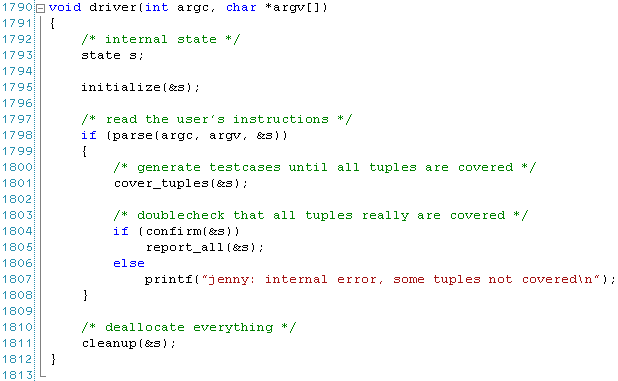 1790 void driver(int argc, char *argv[])
1791 {
1792     /* internal state */
1793     state s;
1794
1795     initialize(&s);
1796
1797     /* read the user's instructions */
1798     if (parse(argc, argv, &s))
1799     {
1800         /* generate testcases until all tuples are covered */
1801         cover_tuples(&s);
1802
1803         /* doublecheck that all tuples really are covered */
1804         if (confirm(&s))
1805             report_all(&s);
1806         else
1807             printf("jenny: internal error, some tuples not covered\n");
1808     }
1809
1810     /* deallocate everything */
1811     cleanup(&s);
1812 }
1813